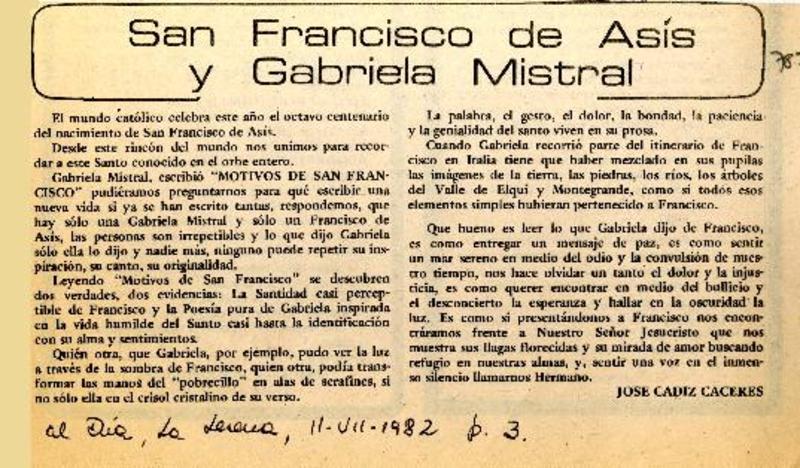 San Francisco de Asís
y Gabriela Mistral
El mundo católico celebra este año el octavo centenario
del nacimiento de San Francisco de Asís.
Desde este rincón del mundo nos unimos para recor-
dar a este Santo conocido en el orbe entero.
Gabriela Mistral, escribió "MOTIVOS DE SAN FRAN-
CISCO" pudiéramos preguntarnos para qué escribir una
nueva vida si ya se han escrito tantas, respondemos, que
hay sólo una Gabriela Mistral y sólo un Francisco de
Asís, las personas son irrepetibles y lo que dijo Gabriela
sólo ella lo dijo y nadie más, ninguno puede repetir su ins-
piración, su canto, su originalidad.
Leyendo "Motivos de San Francisco" se descubren
dos verdades, dos evidencias: La Santidad casi percep-
tible de Francisco y la Poesía pura de Gabriela inspirada
en la vida humilde del Santo casi hasta la identificación
con su alma y sentimientos.
Quién otra, que Gabriela, por ejemplo, pudo ver la luz
a través de la sombra de Francisco, quien otra, podía trans-
formar las manos del "pobrecillo" en alas de serafines, si
no sólo ella en el crisol cristalino de su verso.
La palabra, el gesto, el dolor, la bondad, la paciencia
y la genialidad del santo viven en su prosa.
Cuando Gabriela recorrió parte del itinerario de Fran-
cisco en Italia tiene que haber mezclado en sus pupilas
las imágenes de la tierra, las piedras, los ríos, los árboles
del Valle de Elqui y Montegrande, como si todos esos
elementos simples hubieran pertenecido a Francisco.
Que bueno es leer lo que Gabriela dijo de Francisco,
es como entregar un mensaje de paz, es como sentir
un mar sereno en medio del odio y la convulsión de nues-
tro tiempo, nos hace olvidar un tanto el dolor y la injus-
ticia, es como querer encontrar en medio del bullicio y
el desconcierto la esperanza y hallar en la oscuridad la
luz. Es como si presentándonos a Francisco nos encon-
tráramos frente a Nuestro Señor Jesucristo que nos
muestra sus llagas florecidas y su mirada de amor buscando
refugio en nuestras almas, y, sentir una voz en el inmen-
so silencio llamarnos Hermano.
JOSE CADIZ CACERES
al Día, La Serena, 11-VII-1982 p. 3.